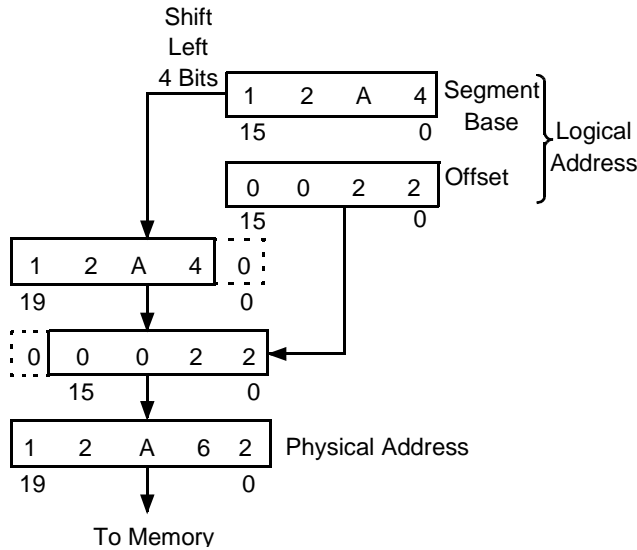 Shift
Left
4 Bits
1 2 A 4
Segment
Base
15 0
Logical
Address
0 0 2 2
Offset
15 0
1 2 A 4 0
19 0
0 0 0 2 2
15 0
1 2 A 6 2
Physical Address
19 0
To Memory